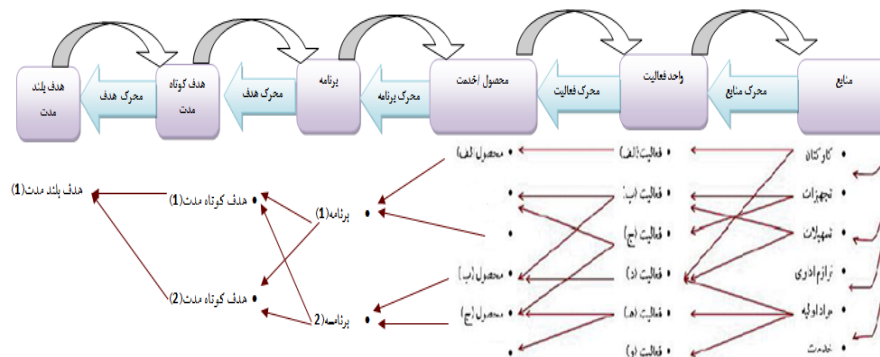 منابع
محرک منابع
واحد فعالیت
محرک فعالیت
محصول /خدمت
محرک برنامه
برنامه
محرک هدف
هدف کوتاه
مدت
محرک هدف
هدف بلند
مدت
• کارکنان
• تجهیزات
• تسهیلات
• لوازم اداری
• مواد اولیه
• خدمت
• فعالیت (الف)
• فعالیت (ب)
• فعالیت (ج)
• فعالیت (د)
• فعالیت (هـ)
• فعالیت (و)
• محصول (الف)
• محصول (ب)
• محصول (ج)
• برنامه(1)
• برنامه(2)
• هدف کوتاه مدت(1)
• هدف کوتاه مدت(2)
هدف بلند مدت(1)